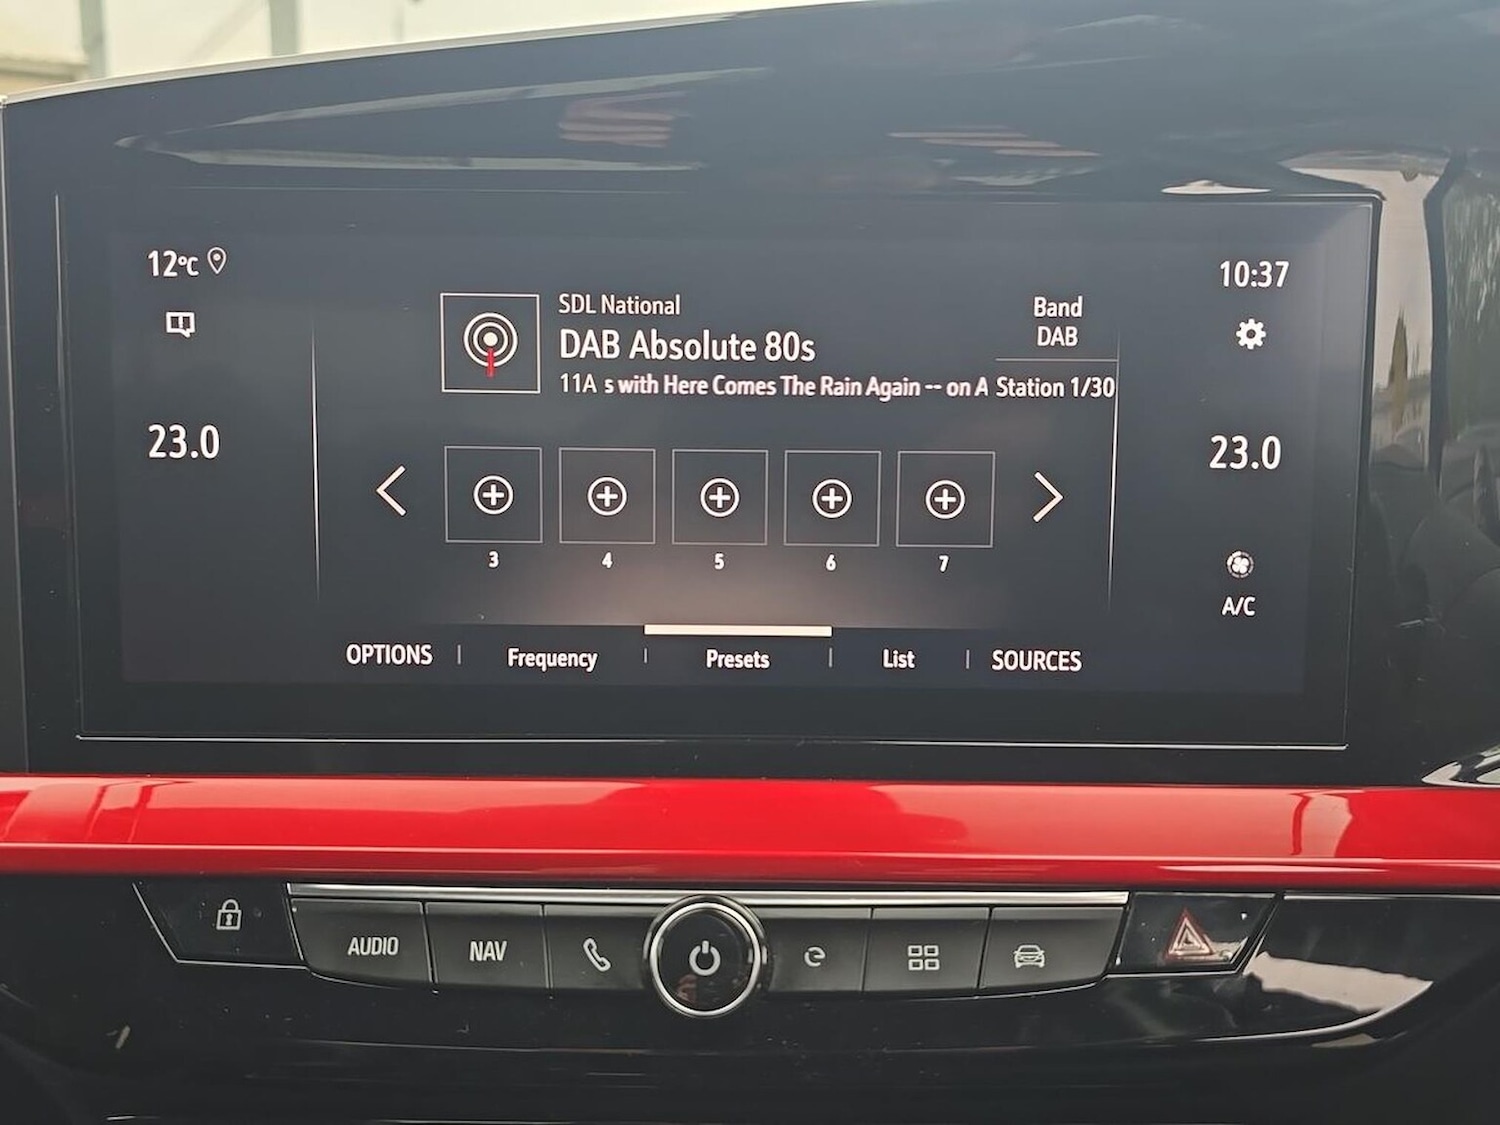 12°C
10:37
SDL National
Band
DAB Absolute 80s
DAB
11A s with Here Comes The Rain Again -- on A Station 1/30
23.0
23.0
3 4 5 6 7
A/C
OPTIONS | Frequency | Presets | List | SOURCES
AUDIO NAV